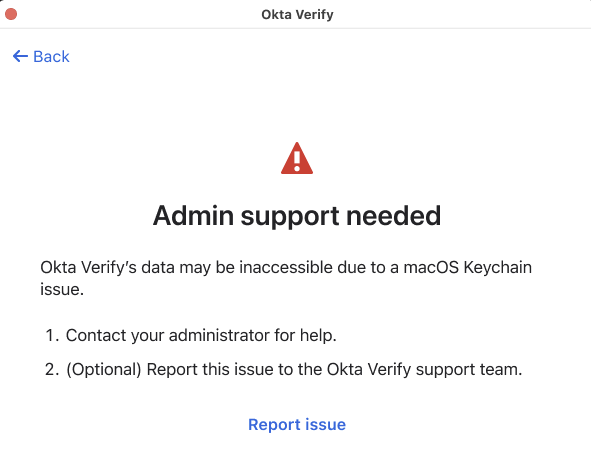 Okta Verify
← Back
Admin support needed
Okta Verify’s data may be inaccessible due to a macOS Keychain
issue.
1. Contact your administrator for help.
2. (Optional) Report this issue to the Okta Verify support team.
Report issue